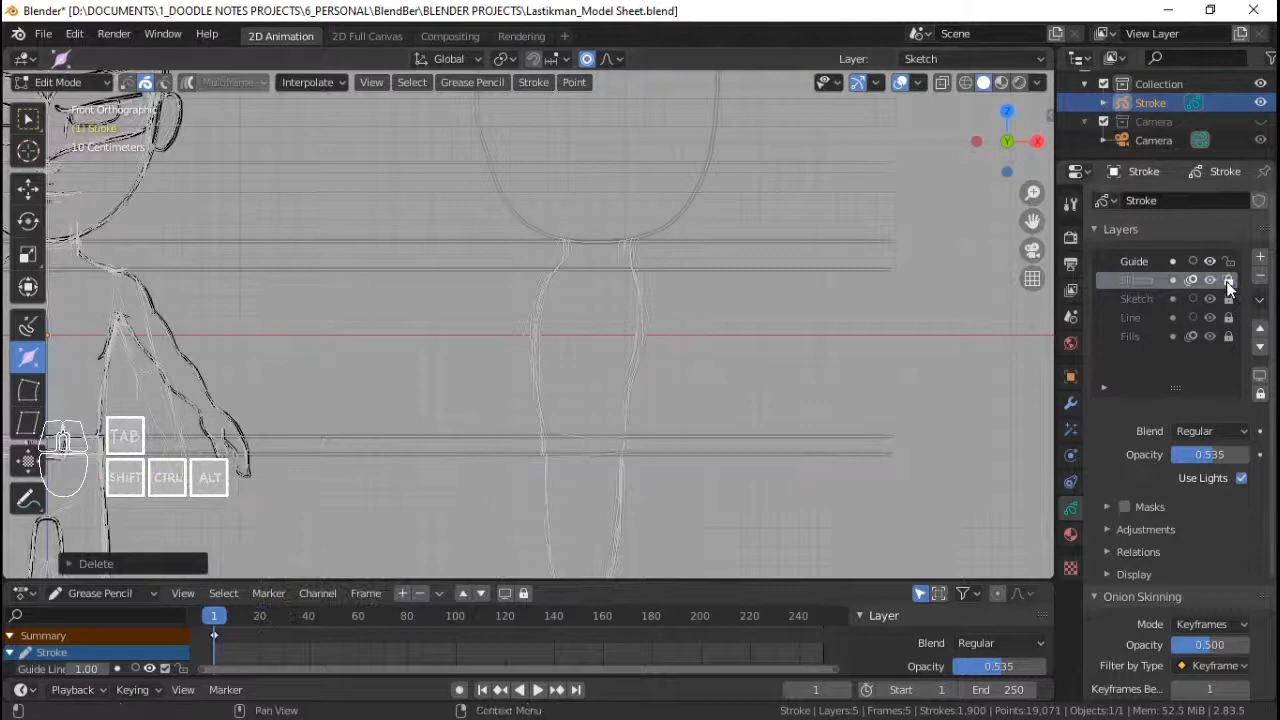 Blender* [D:\DOCUMENTS\1_DOODLE NOTES PROJECTS\6_PERSONAL\BlendBer\BLENDER PROJECTS\Lastikman_Model Sheet.blend]
File Edit Render Window Help 2D Animation 2D Full Canvas Compositing Rendering + Scene View Layer
Global Layer: Sketch
Edit Mode Multiframe Interpolate View Select Grease Pencil Stroke Point
Front Orthographic
(1) Stroke
10 Centimeters
Z
Y
X
TAB
SHIFT CTRL ALT
Delete
Collection
Stroke
Camera
Camera
Stroke Stroke
Stroke
Layers
Guide
Sketch
Line
Fills
Blend Regular
Opacity 0.535
Use Lights
Masks
Adjustments
Relations
Display
Onion Skinning
Mode Keyframes
Opacity 0.500
Filter by Type Keyframe
Keyframes Be... 1
Grease Pencil View Select Marker Channel Frame
1 20 40 60 80 100 120 140 160 180 200 220 240
Summary
Stroke
Guide Line 1.00
Layer
Blend Regular
Opacity 0.535
Playback Keying View Marker 1 Start 1 End 250
Pan View Context Menu Stroke | Layers:5 | Frames:5 | Strokes:1,900 | Points:19,071 | Objects:1/1 | Mem: 52.5 MiB | 2.83.5